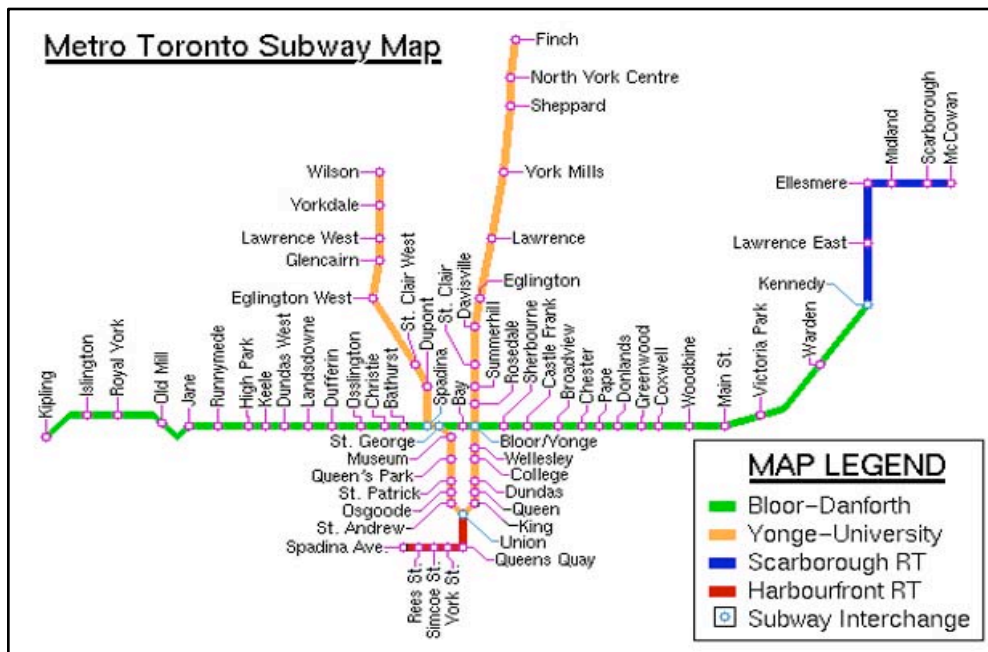 Metro Toronto Subway Map
Finch
North York Centre
Sheppard
York Mills
Lawrence
Eglington
Wilson
Yorkdale
Lawrence West
Glencairn
Eglington West
St. Clair West
Dupont
Spadina
Bay
St. Clair
Davisville
Summerhill
Rosedale
Sherbourne
Castle Frank
Broadview
Chester
Pape
Donlands
Greenwood
Coxwell
Woodbine
Main St.
Victoria Park
Warden
Kennedy
Lawrence East
Ellesmere
Midland
Scarborough
McCowan
Kipling
Islington
Royal York
Old Mill
Jane
Runnymede
High Park
Keele
Dundas West
Landsdowne
Dufferin
Osslington
Christie
Bathurst
St. George
Museum
Queen's Park
St. Patrick
Osgoode
St. Andrew
Spadina Ave.
Rees St.
Simcoe St.
York St.
Bloor/Yonge
Wellesley
College
Dundas
Queen
King
Union
Queens Quay
MAP LEGEND
Bloor-Danforth
Yonge-University
Scarborough RT
Harbourfront RT
Subway Interchange